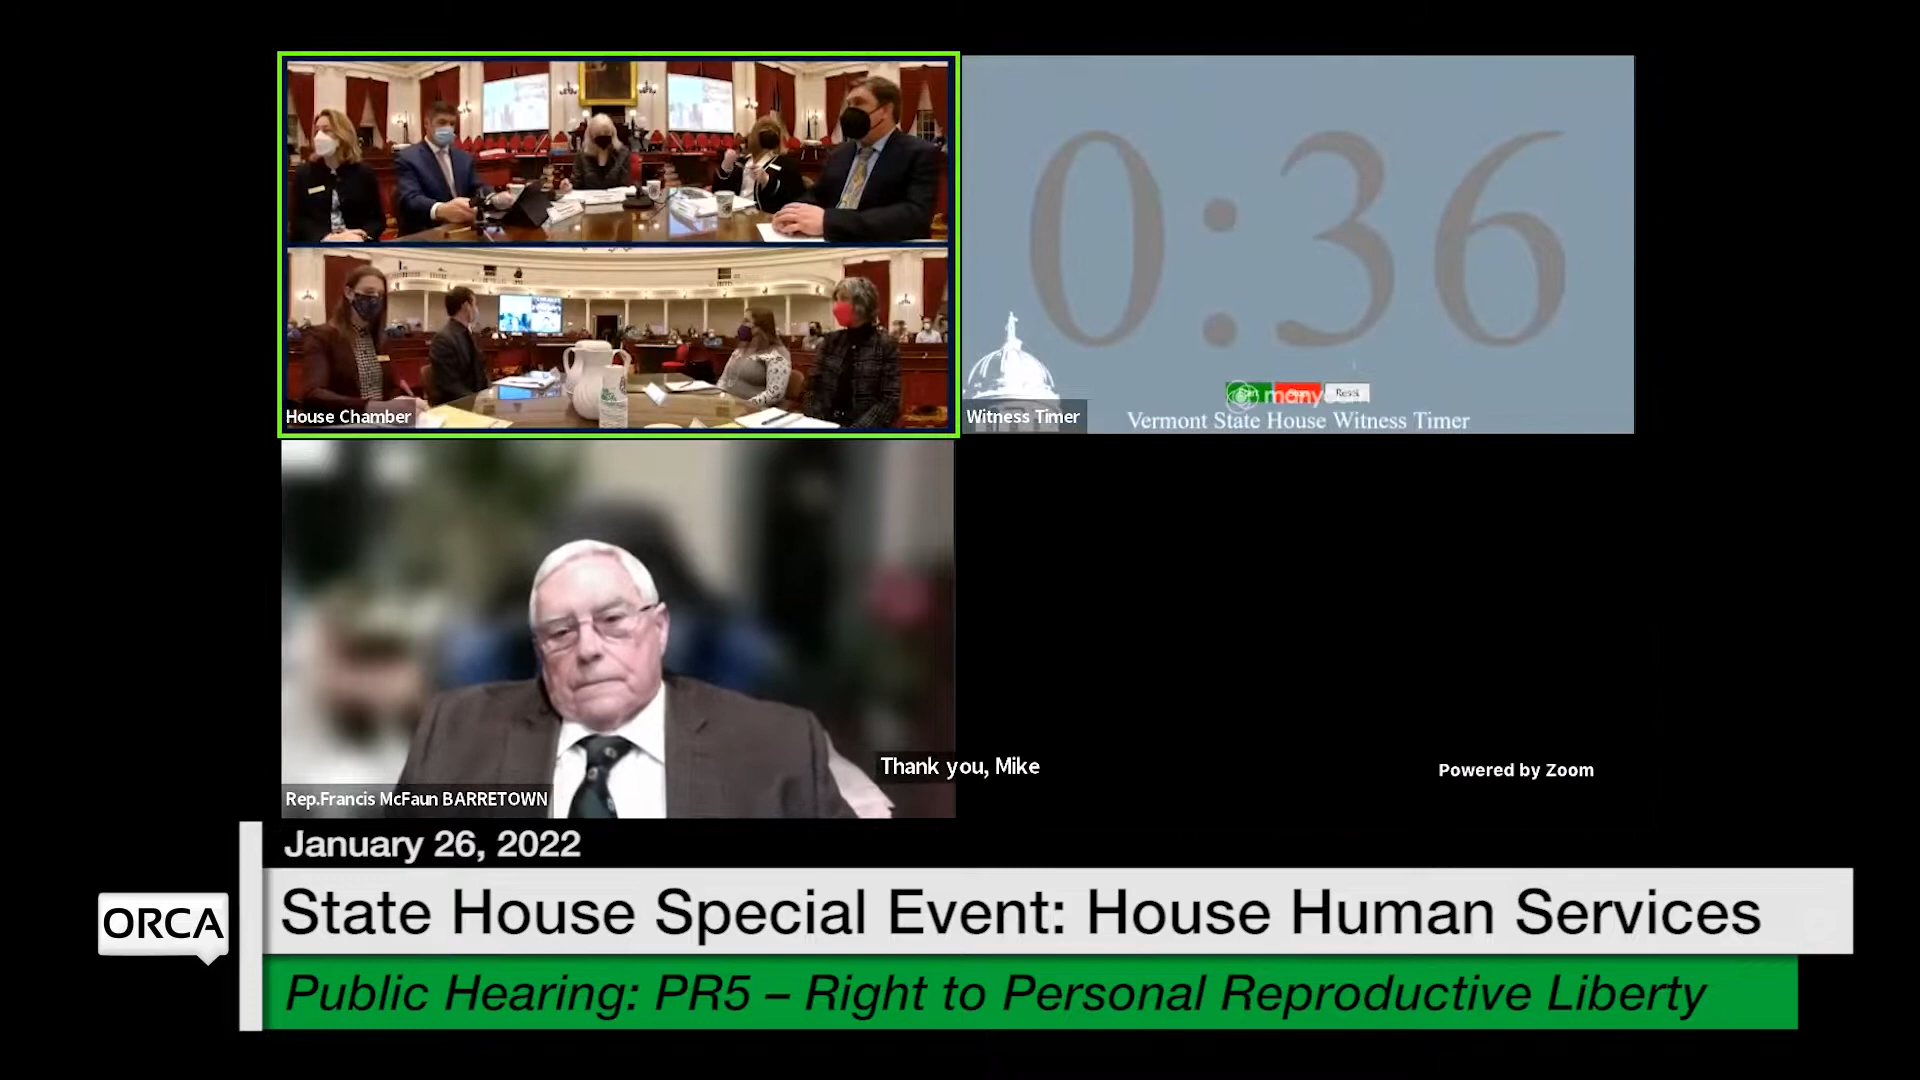 0:36
many
Reset
House Chamber
Witness Timer
Vermont State House Witness Timer
Rep.Francis McFaun BARRETOWN
Thank you, Mike
Powered by Zoom
January 26, 2022
ORCA
State House Special Event: House Human Services
Public Hearing: PR5 – Right to Personal Reproductive Liberty